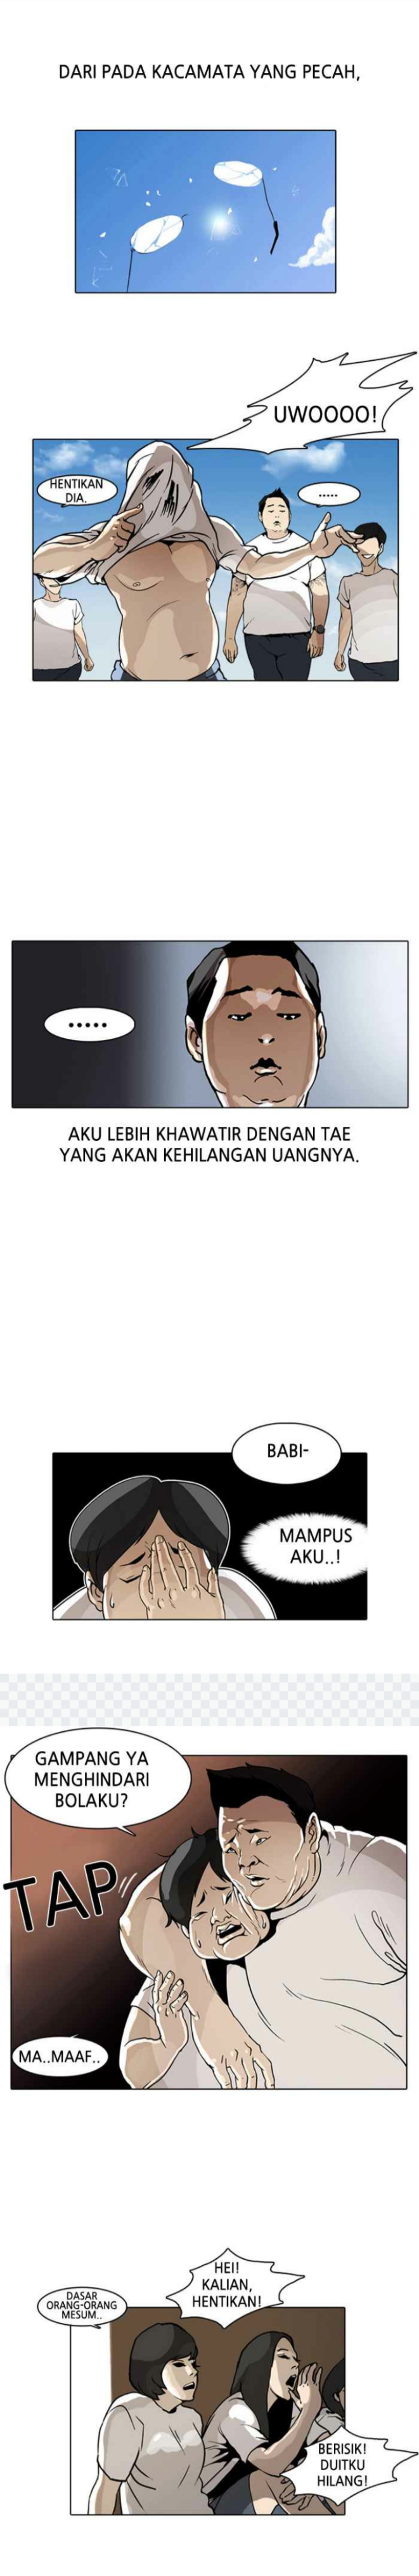 DARI PADA KACAMATA YANG PECAH,
UWOOOO!
HENTIKAN
DIA.
.....
.....
AKU LEBIH KHAWATIR DENGAN TAE
YANG AKAN KEHILANGAN UANGNYA.
BABI-
MAMPUS
AKU..!
GAMPANG YA
MENGHINDARI
BOLAKU?
TAP
MA..MAAF..
HEI!
KALIAN,
HENTIKAN!
DASAR
ORANG-ORANG
MESUM..
BERISIK!
DUITKU
HILANG!